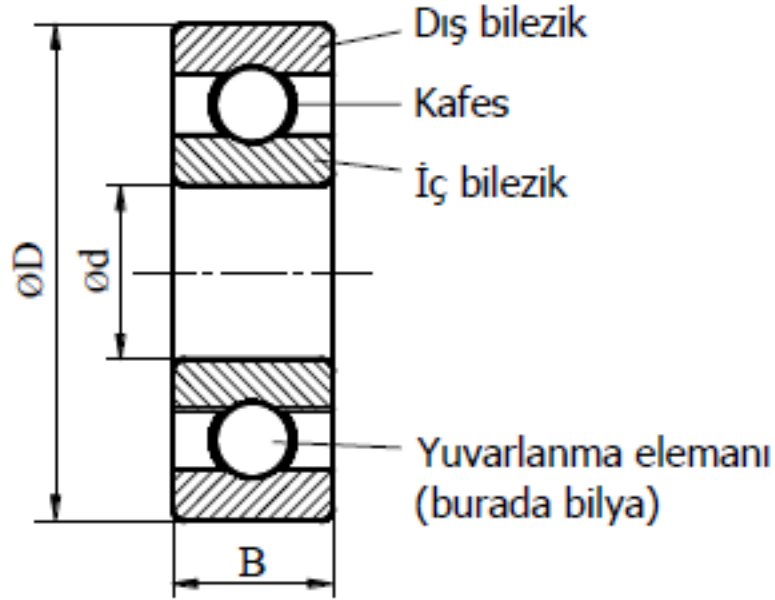 Dış bilezik
Kafes
İç bilezik
øD
ød
Yuvarlanma elemanı
(burada bilya)
B